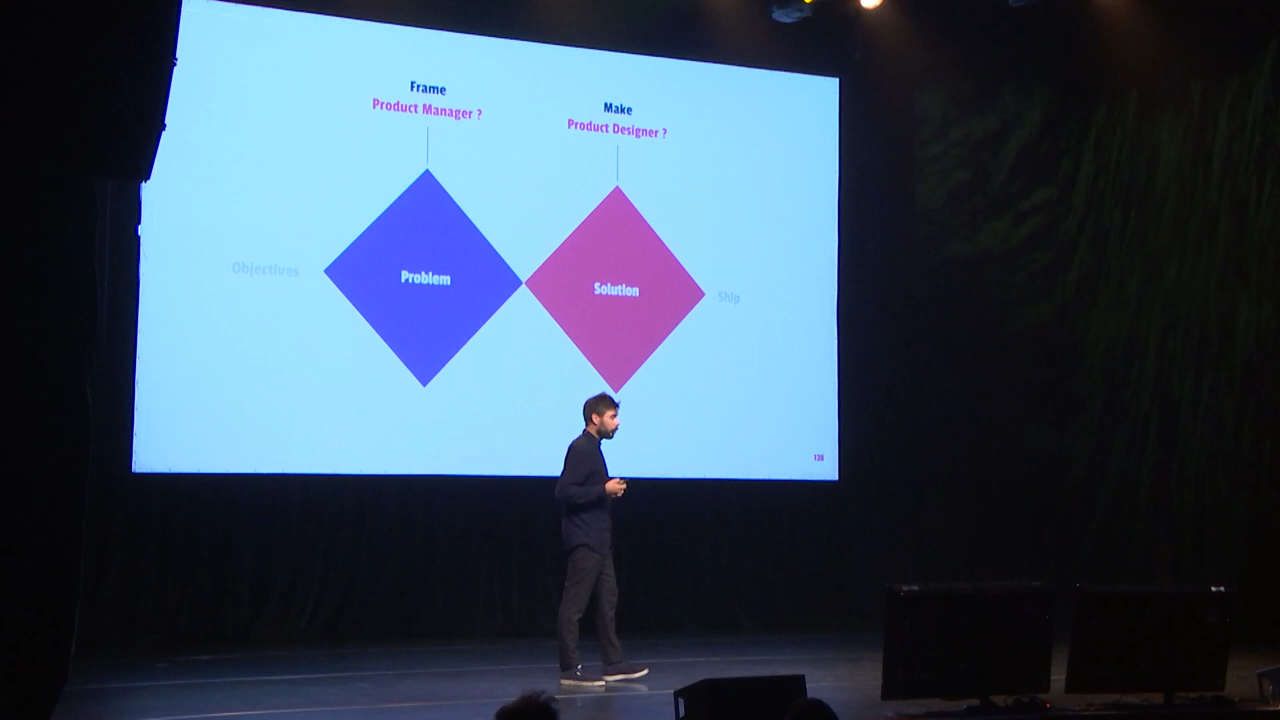 Frame
Product Manager ?
Make
Product Designer ?
Objectives
Problem
Solution
Ship
138